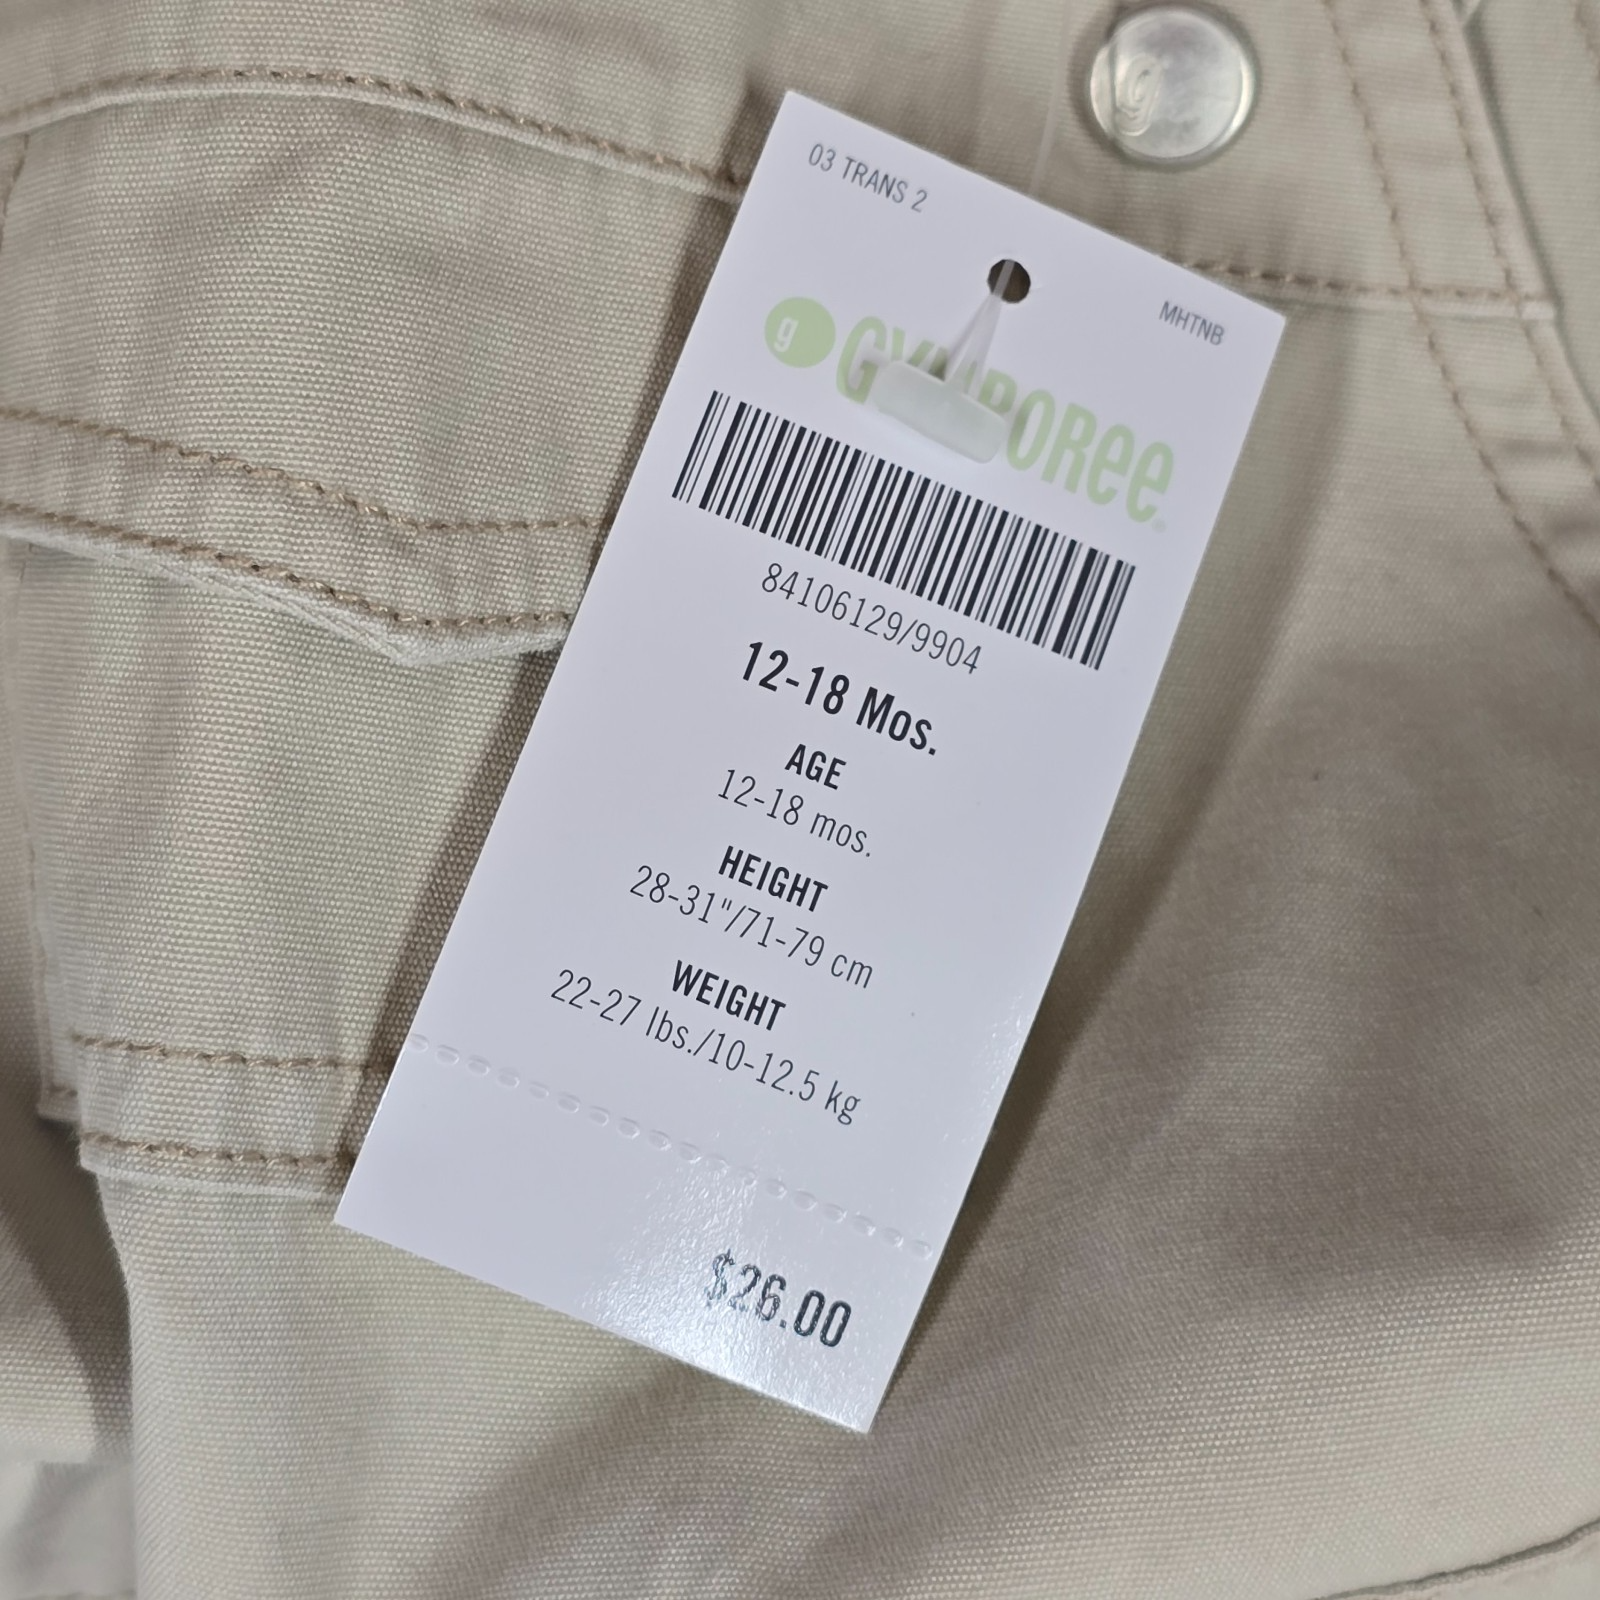 g
03 TRANS 2
MHTNB
g GYMBOREE
84106129/9904
12-18 Mos.
AGE
12-18 mos.
HEIGHT
28-31"/71-79 cm
WEIGHT
22-27 lbs./10-12.5 kg
$26.00